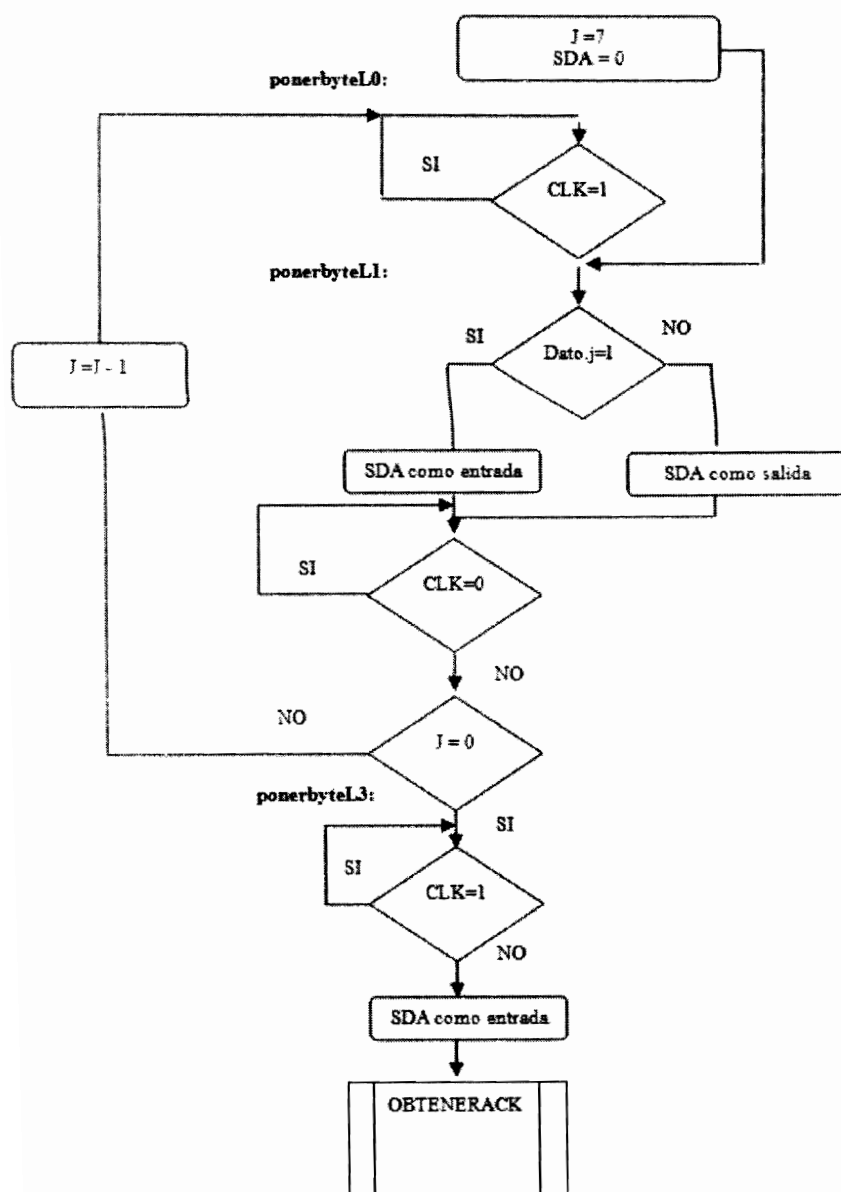 J =7
SDA = 0
ponerbyteL0:
SI
CLK=1
ponerbyteL1:
SI
NO
Dato.j=1
J =J - 1
SDA como entrada
SDA como salida
SI
CLK=0
NO
NO
J = 0
ponerbyteL3:
SI
SI
CLK=1
NO
SDA como entrada
OBTENERACK